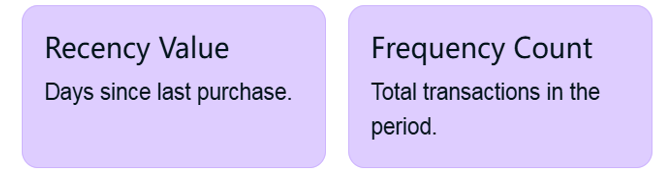 Recency Value
Days since last purchase.
Frequency Count
Total transactions in the
period.